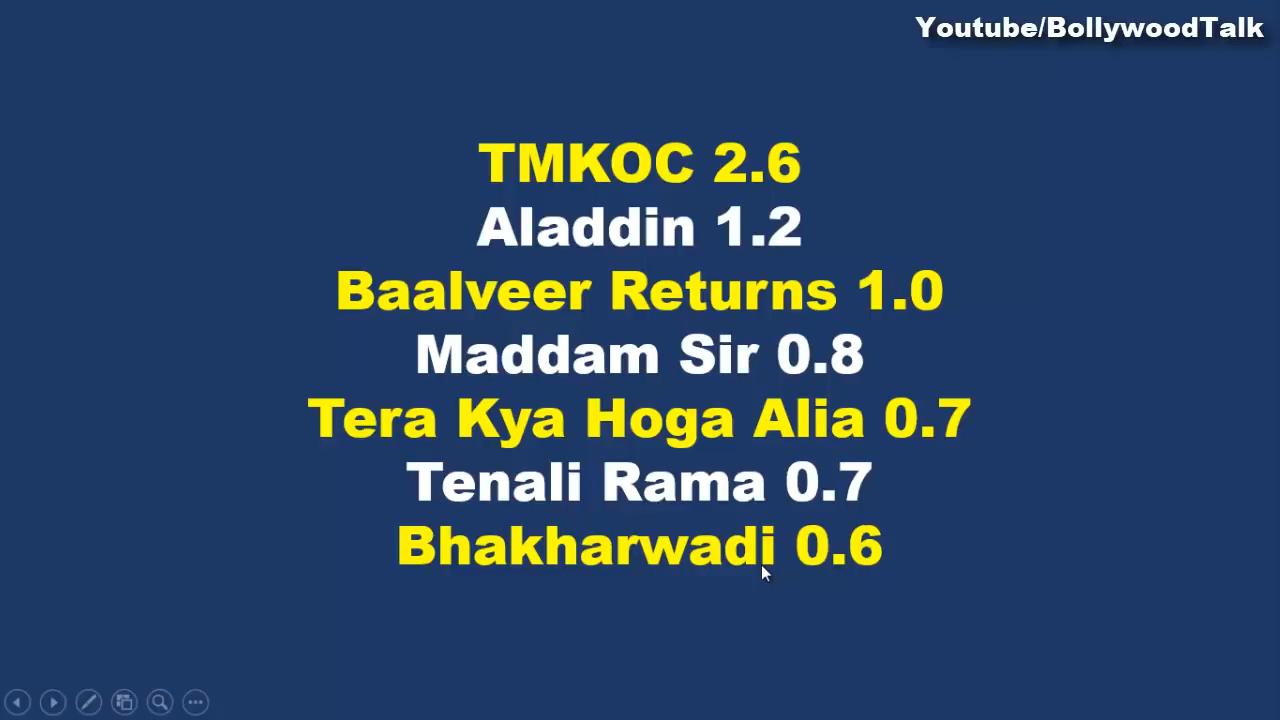 Youtube/BollywoodTalk
TMKOC 2.6
Aladdin 1.2
Baalveer Returns 1.0
Maddam Sir 0.8
Tera Kya Hoga Alia 0.7
Tenali Rama 0.7
Bhakharwadi 0.6